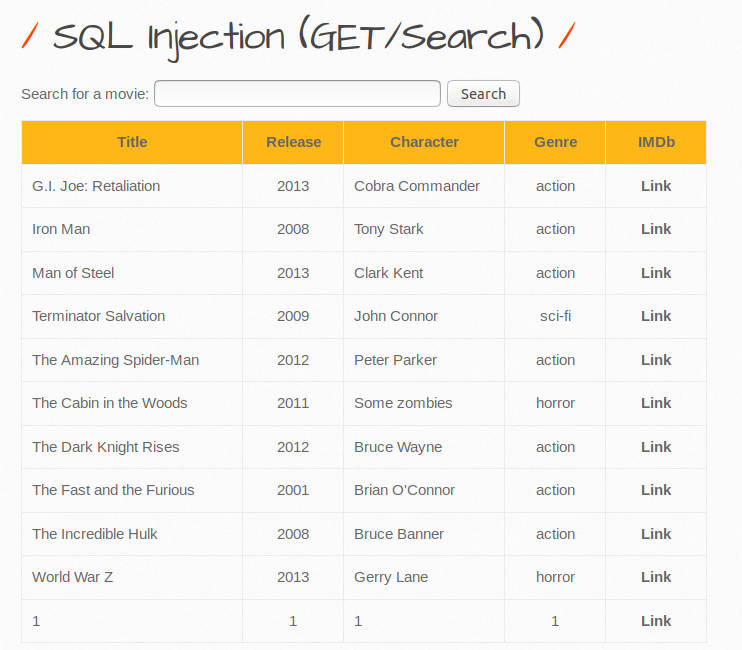 / SQL Injection (GET/Search) /
Search for a movie: Search
Title Release Character Genre IMDb
G.I. Joe: Retaliation 2013 Cobra Commander action Link
Iron Man 2008 Tony Stark action Link
Man of Steel 2013 Clark Kent action Link
Terminator Salvation 2009 John Connor sci-fi Link
The Amazing Spider-Man 2012 Peter Parker action Link
The Cabin in the Woods 2011 Some zombies horror Link
The Dark Knight Rises 2012 Bruce Wayne action Link
The Fast and the Furious 2001 Brian O'Connor action Link
The Incredible Hulk 2008 Bruce Banner action Link
World War Z 2013 Gerry Lane horror Link
1 1 1 1 Link